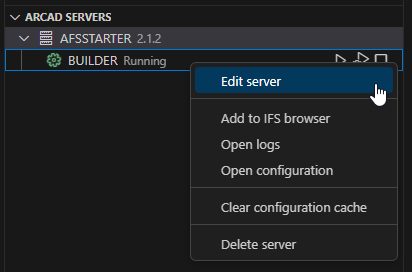 ARCAD SERVERS
AFSSTARTER 2.1.2
BUILDER Running
Edit server
Add to IFS browser
Open logs
Open configuration
Clear configuration cache
Delete server